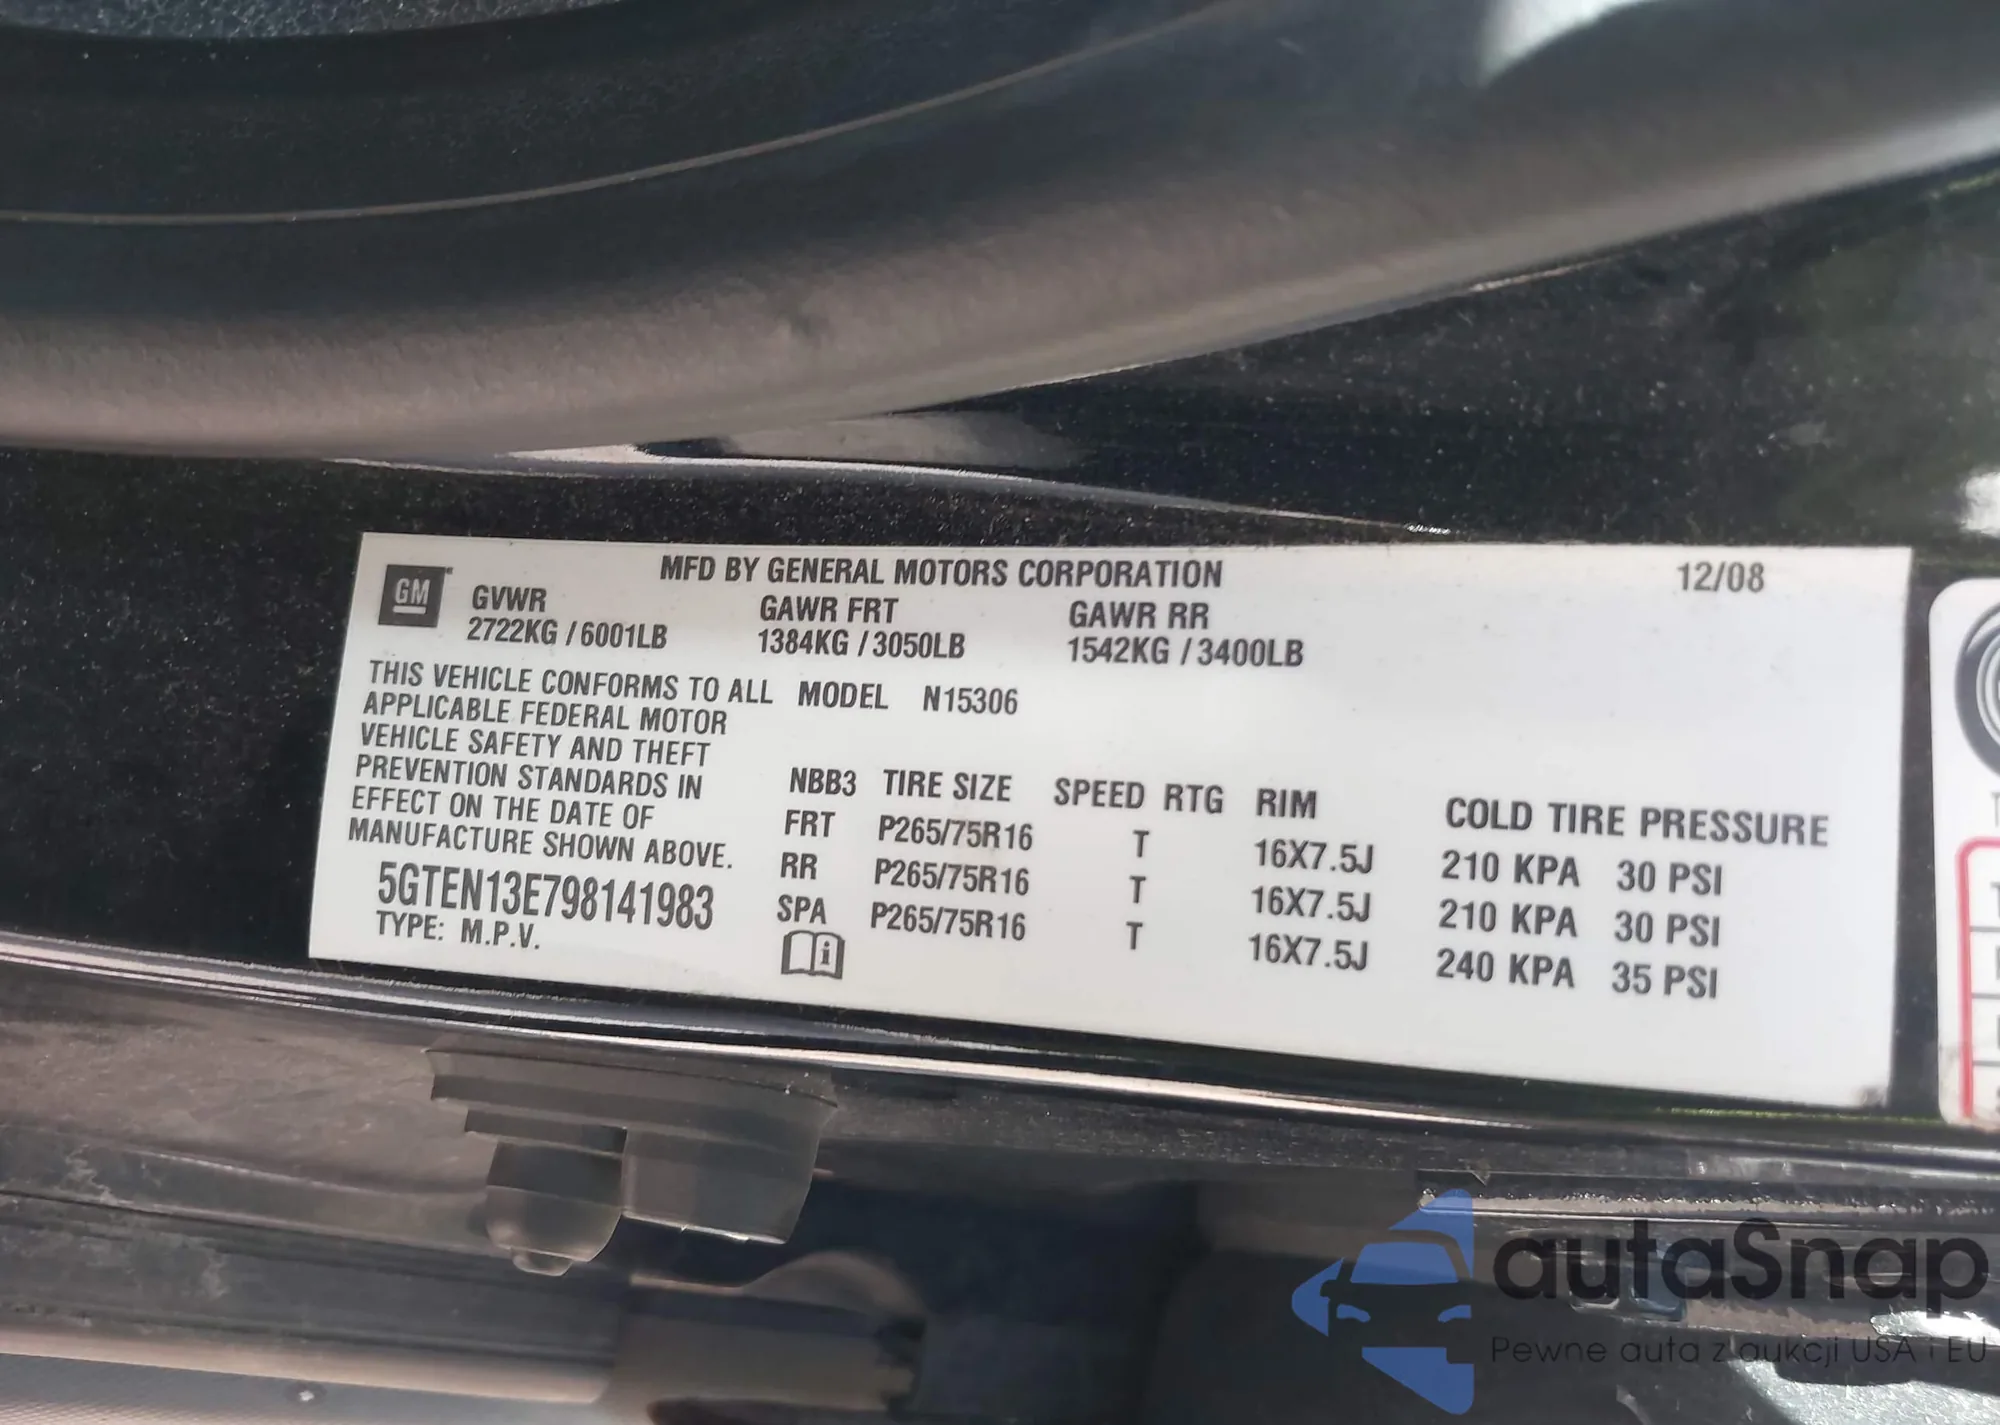 MFD BY GENERAL MOTORS CORPORATION 12/08
GM GVWR GAWR FRT GAWR RR
2722KG / 6001LB 1384KG / 3050LB 1542KG / 3400LB
THIS VEHICLE CONFORMS TO ALL MODEL N15306
APPLICABLE FEDERAL MOTOR
VEHICLE SAFETY AND THEFT
PREVENTION STANDARDS IN
EFFECT ON THE DATE OF
MANUFACTURE SHOWN ABOVE.
5GTEN13E798141983
TYPE: M.P.V.
NBB3 TIRE SIZE SPEED RTG RIM COLD TIRE PRESSURE
FRT P265/75R16 T 16X7.5J 210 KPA 30 PSI
RR P265/75R16 T 16X7.5J 210 KPA 30 PSI
SPA P265/75R16 T 16X7.5J 240 KPA 35 PSI
i
autaSnap
Pewne auta z aukcji USA i EU